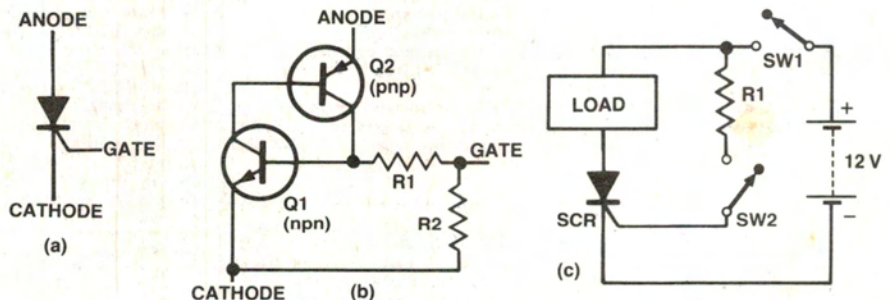 ANODE
GATE
CATHODE
(a)
ANODE
Q2
(pnp)
Q1
(npn)
R1
GATE
R2
CATHODE
(b)
SW1
LOAD
R1
+
12 V
−
SCR
SW2
(c)